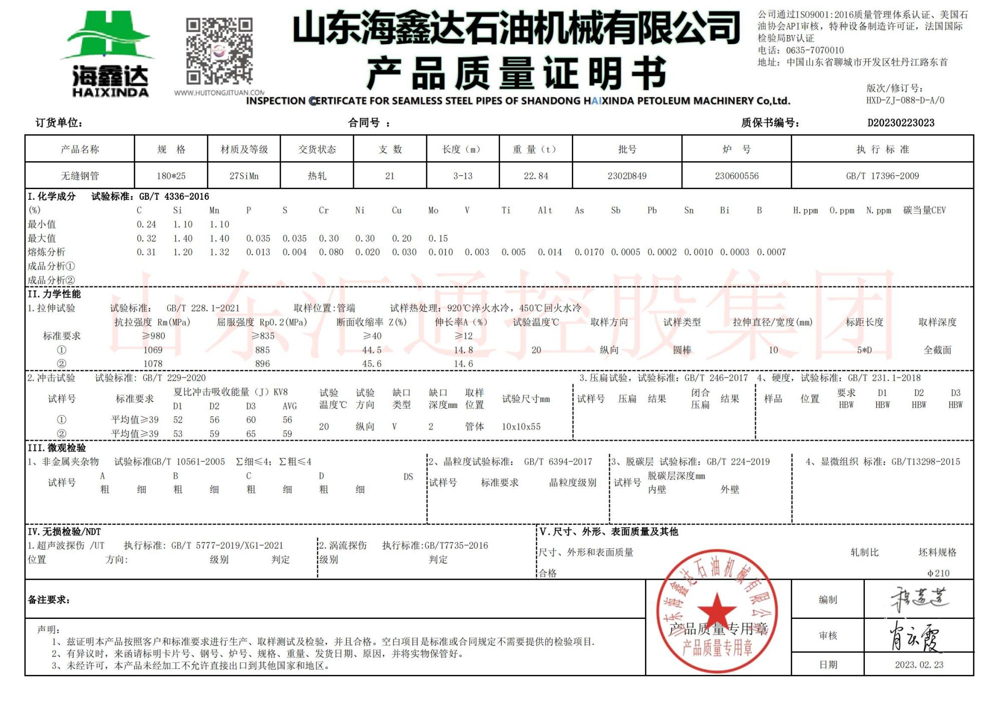 海鑫达
HAIXINDA
WWW.HUITONGJITUAN.COM
山东海鑫达石油机械有限公司
产品质量证明书
INSPECTION CERTIFCATE FOR SEAMLESS STEEL PIPES OF SHANDONG HAIXINDA PETOLEUM MACHINERY Co,Ltd.
公司通过ISO9001:2016质量管理体系认证、美国石
油协会API审核，特种设备制造许可证，法国国际
检验局BV认证
电话：0635-7070010
地址：中国山东省聊城市开发区牡丹江路东首
版次/修订号：
HXD-ZJ-088-D-A/0
订货单位： 合同号 ： 质保书编号： D20230223023
产品名称 规 格 材质及等级 交货状态 支 数 长度（m） 重 量（t） 批号 炉 号 执 行 标 准
无缝钢管 180*25 27SiMn 热轧 21 3-13 22.84 2302D849 230600556 GB/T 17396-2009
I.化学成分 试验标准：GB/T 4336-2016
(%) C Si Mn P S Cr Ni Cu Mo V Ti Alt As Sb Pb Sn Bi B H.ppm O.ppm N.ppm 碳当量CEV
最小值 0.24 1.10 1.10
最大值 0.32 1.40 1.40 0.035 0.035 0.30 0.30 0.20 0.15
熔炼分析 0.31 1.20 1.32 0.013 0.004 0.080 0.020 0.030 0.010 0.003 0.005 0.014 0.0170 0.0005 0.0002 0.0010 0.0003 0.0007
成品分析①
成品分析②
山东汇通控股集团
II.力学性能
1.拉伸试验 试验标准： GB/T 228.1-2021 取样位置:管端 试样热处理：920℃淬火水冷，450℃回火水冷
抗拉强度 Rm(MPa) 屈服强度 Rp0.2(MPa) 断面收缩率 Z(%) 伸长率A（%） 试验温度℃ 取样方向 试样类型 拉伸直径/宽度(mm) 标距长度 取样深度
标准要求 ≥980 ≥835 ≥40 ≥12
① 1069 885 44.5 14.8 20 纵向 圆棒 10 5*D 全截面
② 1078 896 45.6 14.6
2.冲击试验 试验标准：GB/T 229-2020 3.压扁试验，试验标准：GB/T 246-2017 4、硬度，试验标准：GB/T 231.1-2018
试样号 标准要求 夏比冲击吸收能量（J）KV8 试验 试验 缺口 缺口 取样 试验尺寸mm 试样号 压扁 结果 闭合 结果 样品 位置 要求 D1 D2 D3
D1 D2 D3 AVG 温度℃ 方向 类型 深度mm 位置 压扁 HBW HBW HBW HBW
① 平均值≥39 52 56 60 56
20 纵向 V 2 管体 10x10x55
② 平均值≥39 53 59 65 59
III.微观检验
1、非金属夹杂物 试验标准GB/T 10561-2005 ∑细≤4；∑粗≤4 2、晶粒度试验标准： GB/T 6394-2017 3、脱碳层 试验标准：GB/T 224-2019 4、显微组织 标准：GB/T13298-2015
试样号 A B C D DS 试样号 标准要求 晶粒度级别 试样号 脱碳层深度mm
粗 细 粗 细 粗 细 粗 细 内壁 外壁
IV.无损检验/NDT V.尺寸、外形、表面质量及其他
1.超声波探伤 /UT 执行标准：GB/T 5777-2019/XG1-2021 2.涡流探伤 执行标准:GB/T7735-2016 尺寸、外形和表面质量 轧制比 坯料规格
位置 方向: 级别 判定 级别 判定
合格 φ210
备注要求：
声明：
1、兹证明本产品按照客户和标准要求进行生产、取样测试及检验，并且合格。空白项目是标准或合同规定不需要提供的检验项目.
2、有异议时，来函请标明卡片号、钢号、炉号、规格、重量、发货日期、原因，并将实物保管好。
3、未经许可，本产品未经加工不允许直接出口到其他国家和地区。
山东海鑫达石油机械有限公司
产品质量专用章
产品质量专用章
编制
审核
日期 2023.02.23